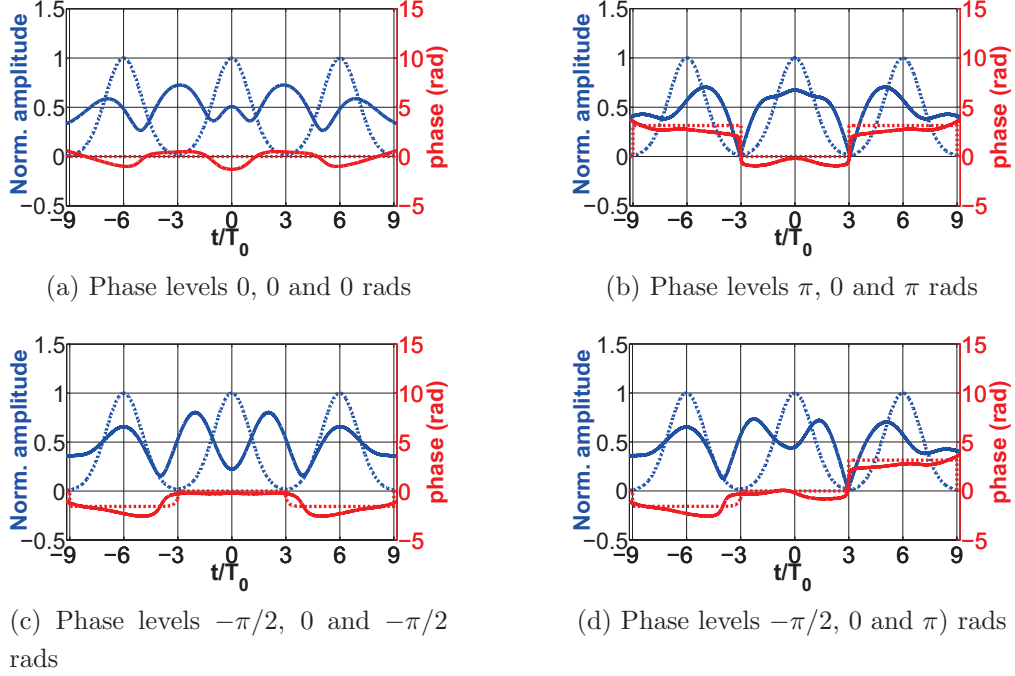 Norm. amplitude
1.5
1
0.5
0
−0.5
15
10
5
0
−5
phase (rad)
−9 −6 −3 0 3 6 9
t/T0
(a) Phase levels 0, 0 and 0 rads
Norm. amplitude
1.5
1
0.5
0
−0.5
15
10
5
0
−5
phase (rad)
−9 −6 −3 0 3 6 9
t/T0
(b) Phase levels π, 0 and π rads
Norm. amplitude
1.5
1
0.5
0
−0.5
15
10
5
0
−5
phase (rad)
−9 −6 −3 0 3 6 9
t/T0
(c) Phase levels −π/2, 0 and −π/2
rads
Norm. amplitude
1.5
1
0.5
0
−0.5
15
10
5
0
−5
phase (rad)
−9 −6 −3 0 3 6 9
t/T0
(d) Phase levels −π/2, 0 and π) rads